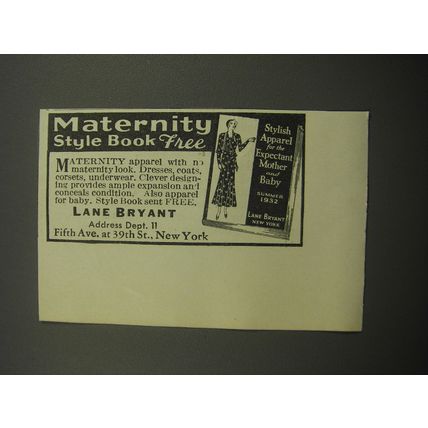 Maternity
Style Book Free
MATERNITY apparel with no
maternity look. Dresses, coats,
corsets, underwear. Clever design-
ing provides ample expansion and
conceals condition. Also apparel
for baby. Style Book sent FREE.
LANE BRYANT
Address Dept. 11
Fifth Ave. at 39th St., New York
Stylish
Apparel
for the
Expectant
Mother
and
Baby
SUMMER
1932
LANE BRYANT
NEW YORK